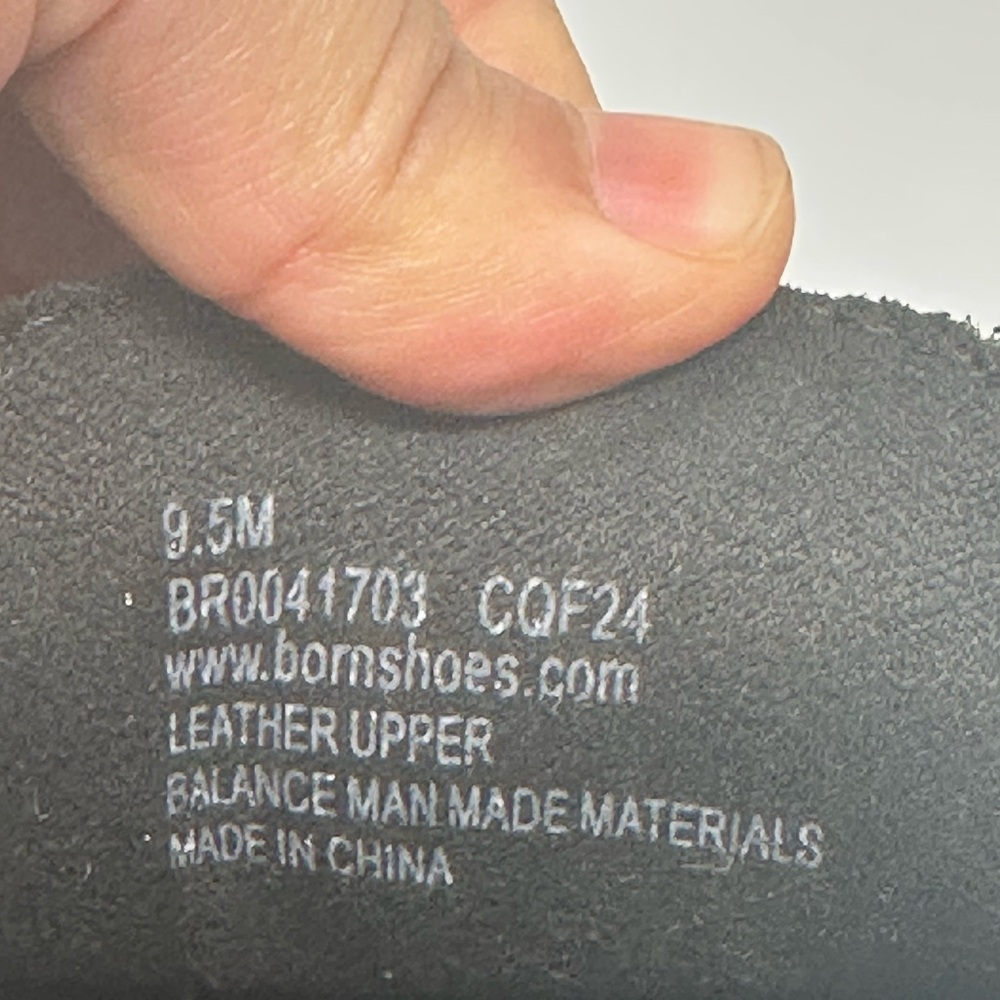 9.5M
BR0041703 CQF24
www.bornshoes.com
LEATHER UPPER
BALANCE MAN MADE MATERIALS
MADE IN CHINA